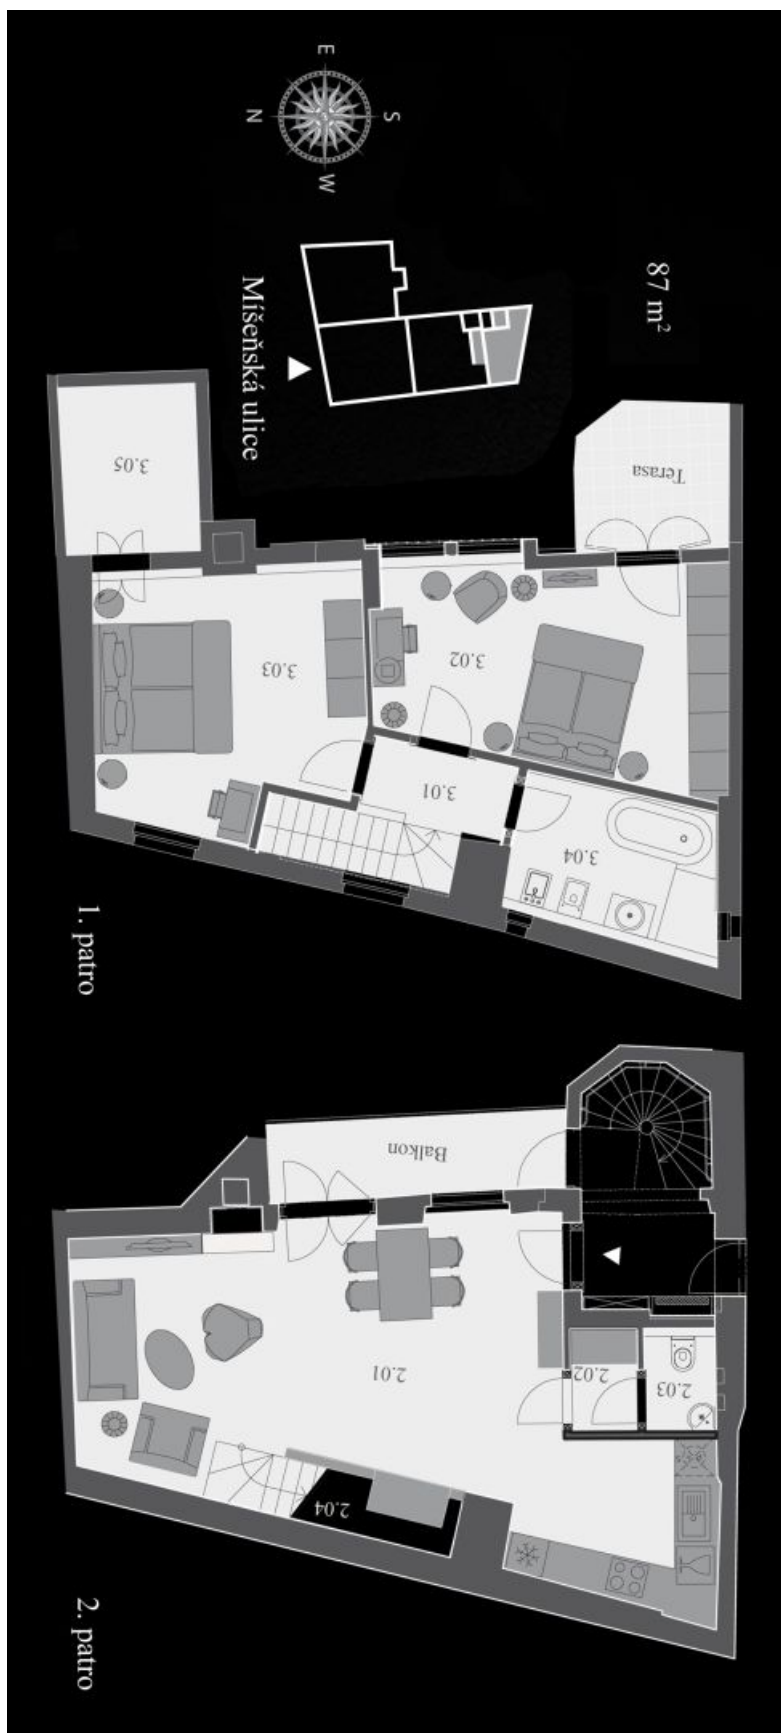 E
N
S
W
87 m²
Míšeňská ulice
3.05
Terasa
3.03
3.02
3.01
3.04
1. patro
Balkon
2.01
2.02
2.03
2.04
2. patro